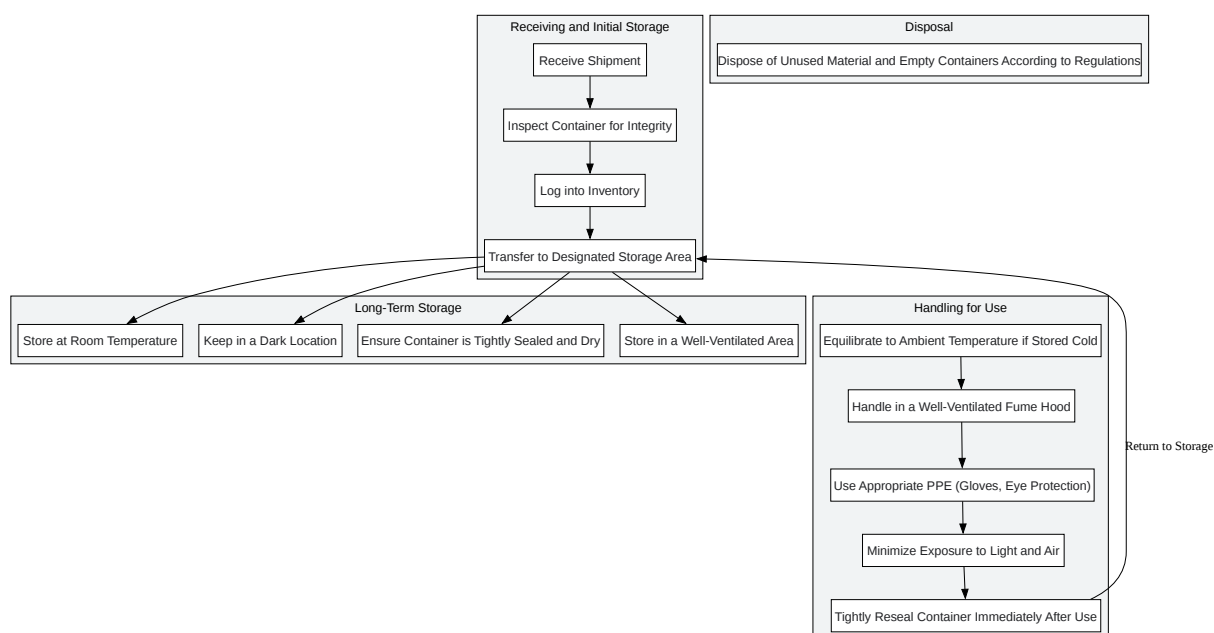 Receiving and Initial Storage
Receive Shipment
Inspect Container for Integrity
Log into Inventory
Transfer to Designated Storage Area
Disposal
Dispose of Unused Material and Empty Containers According to Regulations
Long-Term Storage
Store at Room Temperature
Keep in a Dark Location
Ensure Container is Tightly Sealed and Dry
Store in a Well-Ventilated Area
Handling for Use
Equilibrate to Ambient Temperature if Stored Cold
Handle in a Well-Ventilated Fume Hood
Use Appropriate PPE (Gloves, Eye Protection)
Minimize Exposure to Light and Air
Tightly Reseal Container Immediately After Use
Return to Storage